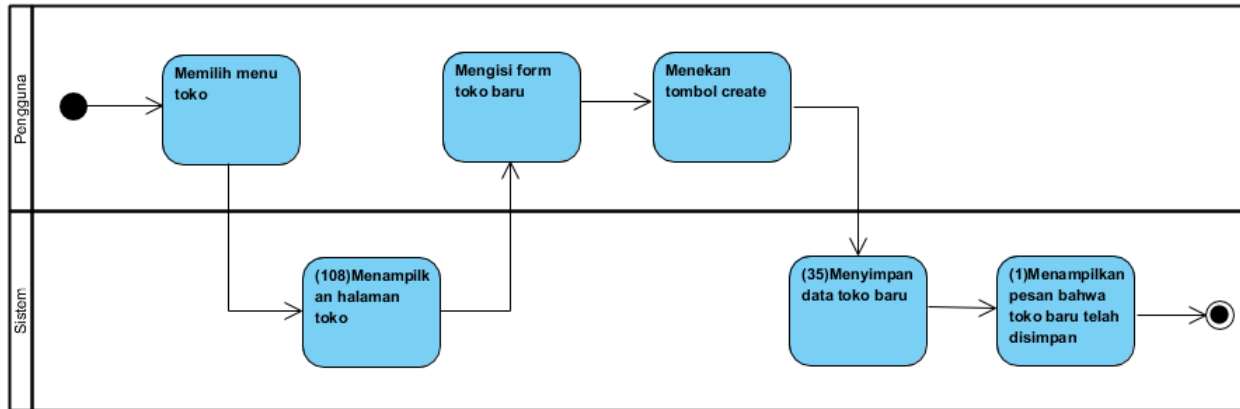 Pengguna
Memilih menu
toko
Mengisi form
toko baru
Menekan
tombol create
Sistem
(108)Menampilk
an halaman
toko
(35)Menyimpan
data toko baru
(1)Menampilkan
pesan bahwa
toko baru telah
disimpan